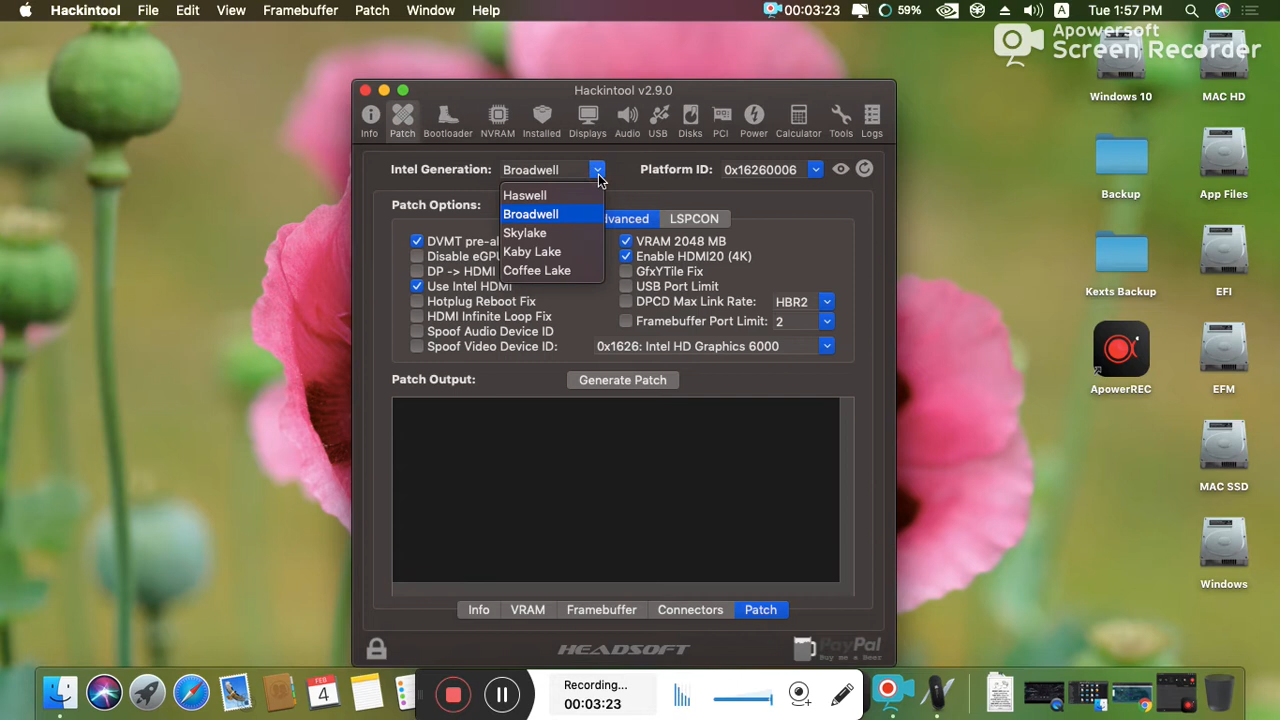 Hackintool File Edit View Framebuffer Patch Window Help 00:03:23 59% A Tue 1:57 PM
Apowersoft
Screen Recorder
Hackintool v2.9.0
Info Patch Bootloader NVRAM Installed Displays Audio USB Disks PCI Power Calculator Tools Logs
Intel Generation: Broadwell Platform ID: 0x16260006
Haswell
Broadwell
Skylake
Kaby Lake
Coffee Lake
Patch Options: LSPCON
DVMT pre-al VRAM 2048 MB
Disable eGPU Enable HDMI20 (4K)
DP -> HDMI GfxYTile Fix
Use Intel HDMI USB Port Limit
Hotplug Reboot Fix DPCD Max Link Rate: HBR2
HDMI Infinite Loop Fix Framebuffer Port Limit: 2
Spoof Audio Device ID
Spoof Video Device ID: 0x1626: Intel HD Graphics 6000
Patch Output: Generate Patch
Info VRAM Framebuffer Connectors Patch
HEADSOFT
PayPal
Buy me a Beer
Windows 10 MAC HD
Backup App Files
Kexts Backup EFI
ApowerREC EFM
MAC SSD
Windows
FEB
4
Recording...
00:03:23